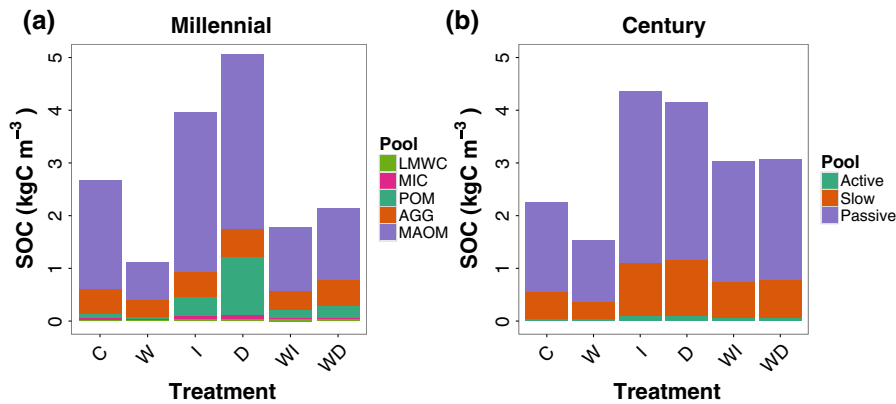 (a)
Millennial
SOC (kgC m−3 )
0
1
2
3
4
5
C
W
I
D
WI
WD
Treatment
Pool
LMWC
MIC
POM
AGG
MAOM
(b)
Century
SOC (kgC m−3 )
0
1
2
3
4
5
C
W
I
D
WI
WD
Treatment
Pool
Active
Slow
Passive